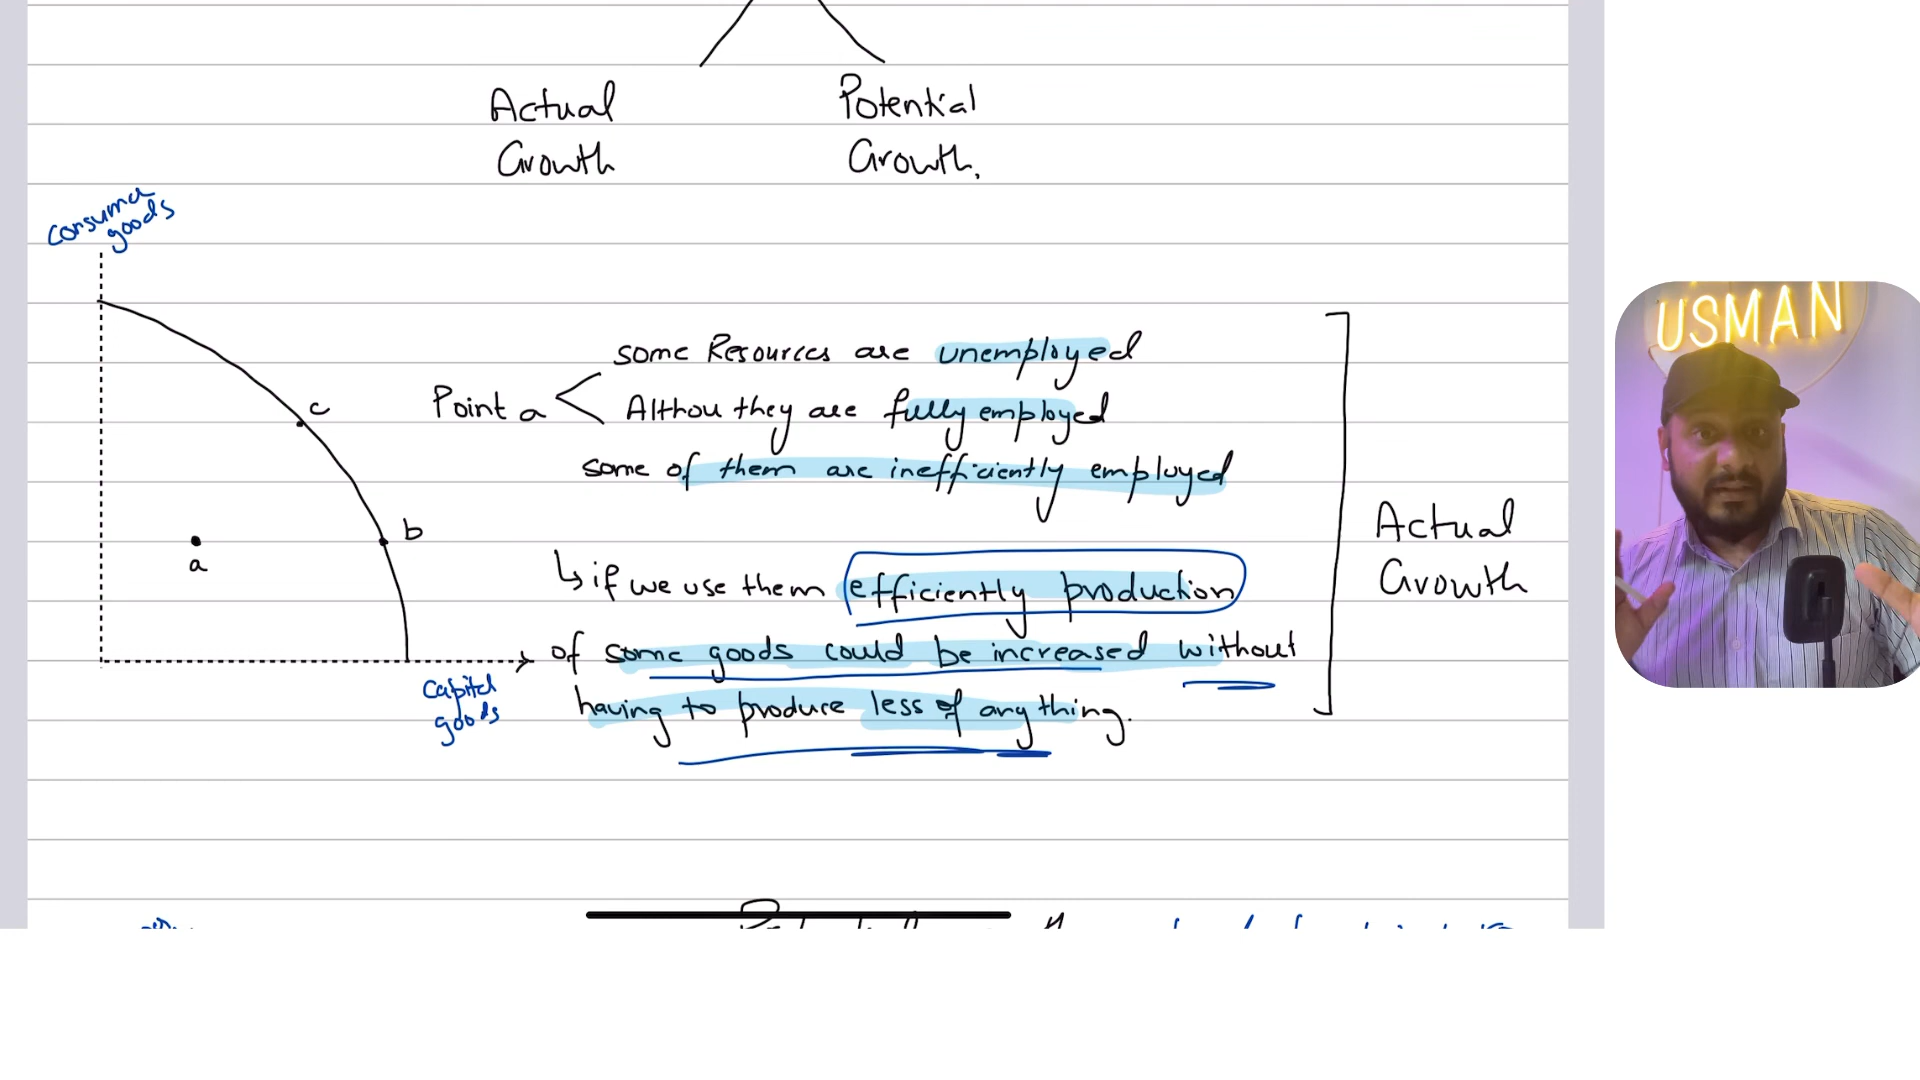 Actual
Growth
Potential
Growth.
consumer
goods
c
b
a
capital
goods
Point a
some Resources are unemployed
Althou they are fully employed
some of them are inefficiently employed
↳ if we use them efficiently production
of some goods could be increased without
having to produce less of anything.
Actual
Growth
USMAN